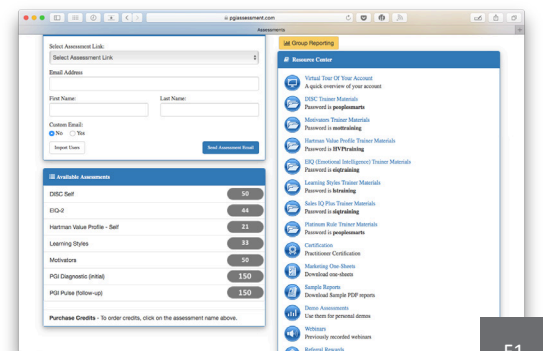 pgiassessment.com
Assessments
Select Assessment Link:
Select Assessment Link
Email Address
First Name:
Last Name:
Custom Email:
No Yes
Import Users
Send Assessment Email
Available Assessments
DISC Self 50
EIQ-2 44
Hartman Value Profile - Self 21
Learning Styles 33
Motivators 50
PGI Diagnostic (initial) 150
PGI Pulse (follow-up) 150
Purchase Credits - To order credits, click on the assessment name above.
Group Reporting
Resource Center
Virtual Tour Of Your Account
A quick overview of your account
DISC Trainer Materials
Password is peoplesmarts
Motivators Trainer Materials
Password is mottraining
Hartman Value Profile Trainer Materials
Password is HVPtraining
EIQ (Emotional Intelligence) Trainer Materials
Password is eiqtraining
Learning Styles Trainer Materials
Password is lstraining
Sales IQ Plus Trainer Materials
Password is siqtraining
Platinum Rule Trainer Materials
Password is peoplesmarts
Certification
Practitioner Certification
Marketing One-Sheets
Download one-sheets
Sample Reports
Download Sample PDF reports
Demo Assessments
Use them for personal demos
Webinars
Previously recorded webinars
Referral Rewards
51